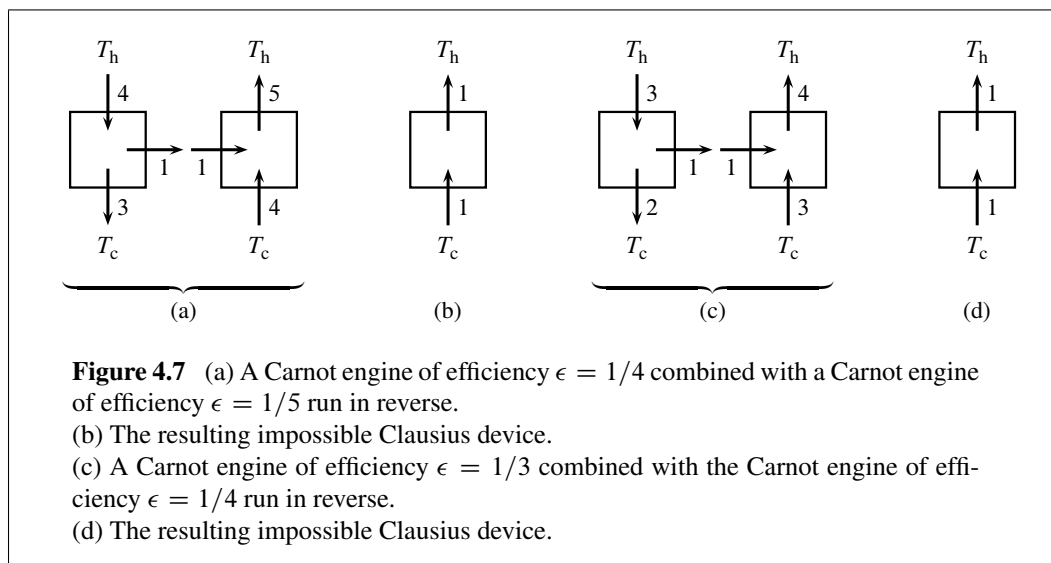 T_h T_h T_h T_h T_h T_h
4 5 1 3 4 1
1 1 1 1
3 4 1 2 3 1
T_c T_c T_c T_c T_c T_c
(a) (b) (c) (d)
Figure 4.7 (a) A Carnot engine of efficiency ϵ = 1/4 combined with a Carnot engine
of efficiency ϵ = 1/5 run in reverse.
(b) The resulting impossible Clausius device.
(c) A Carnot engine of efficiency ϵ = 1/3 combined with the Carnot engine of effi-
ciency ϵ = 1/4 run in reverse.
(d) The resulting impossible Clausius device.